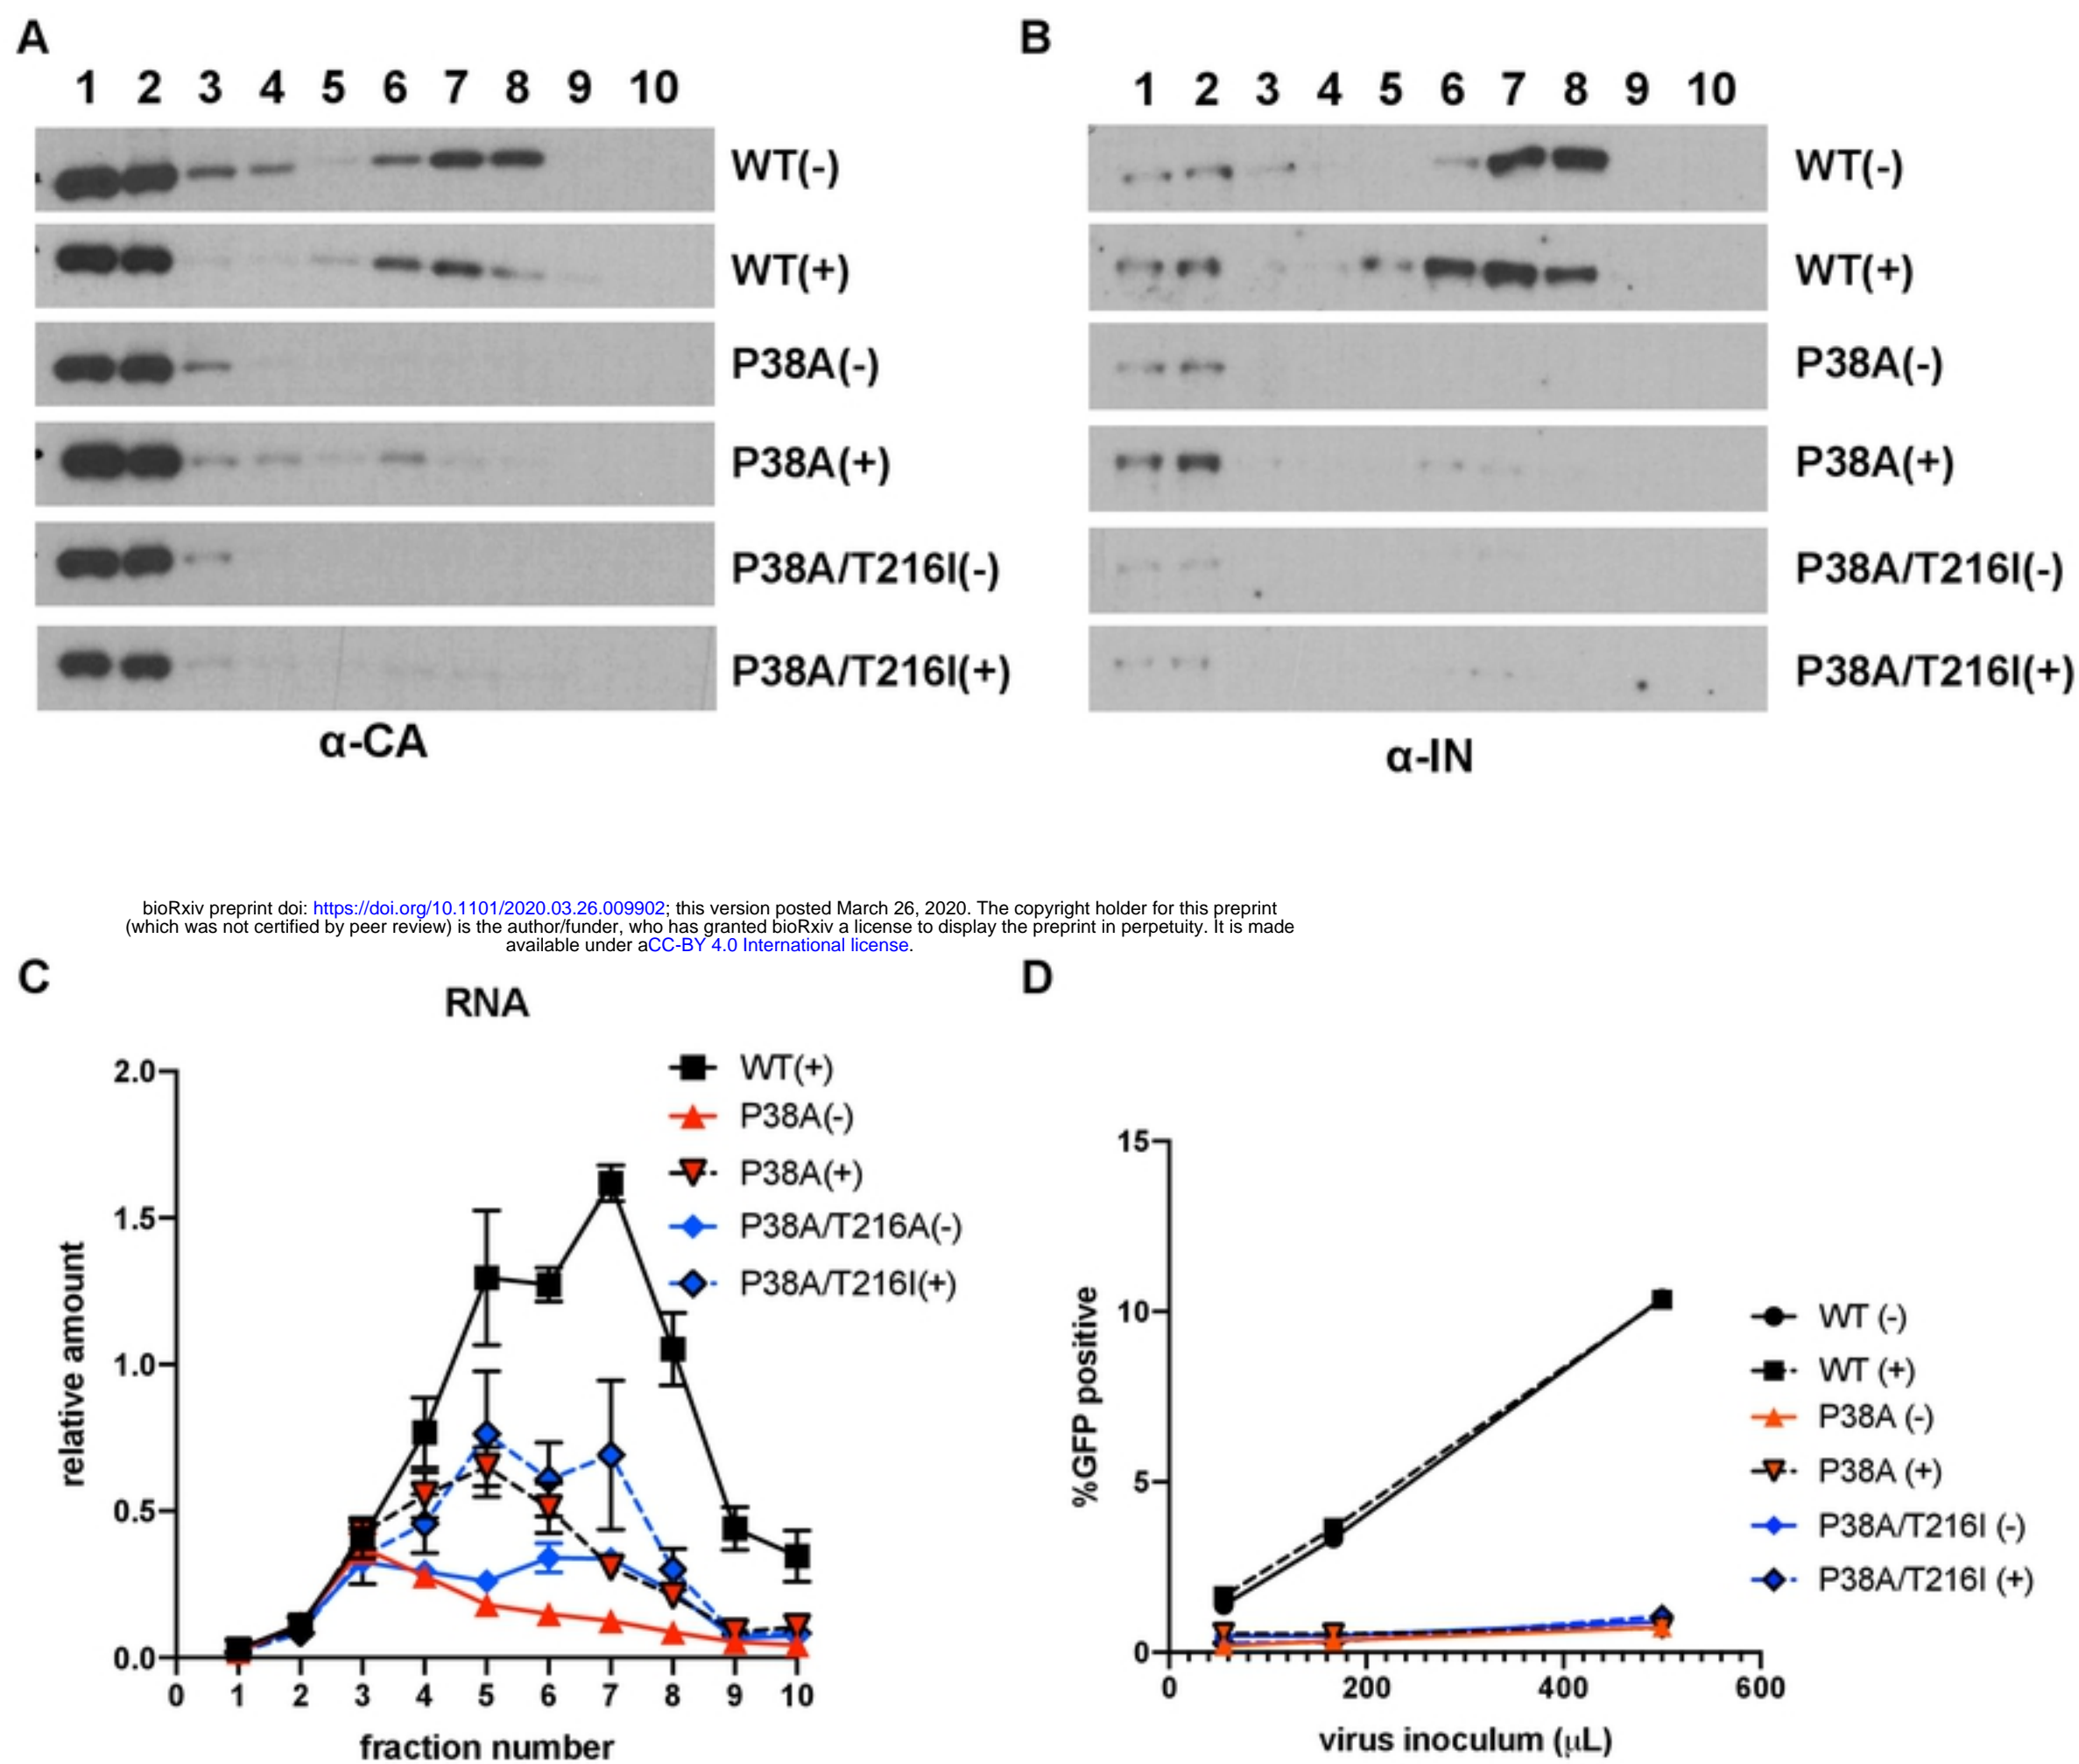 A
1 2 3 4 5 6 7 8 9 10
WT(-)
WT(+)
P38A(-)
P38A(+)
P38A/T216I(-)
P38A/T216I(+)
α-CA
B
1 2 3 4 5 6 7 8 9 10
WT(-)
WT(+)
P38A(-)
P38A(+)
P38A/T216I(-)
P38A/T216I(+)
α-IN
bioRxiv preprint doi: https://doi.org/10.1101/2020.03.26.009902; this version posted March 26, 2020. The copyright holder for this preprint
(which was not certified by peer review) is the author/funder, who has granted bioRxiv a license to display the preprint in perpetuity. It is made
available under aCC-BY 4.0 International license.
C
RNA
2.0
1.5
1.0
0.5
0.0
relative amount
0 1 2 3 4 5 6 7 8 9 10
fraction number
WT(+)
P38A(-)
P38A(+)
P38A/T216A(-)
P38A/T216I(+)
D
15
10
5
0
%GFP positive
0 200 400 600
virus inoculum (μL)
WT (-)
WT (+)
P38A (-)
P38A (+)
P38A/T216I (-)
P38A/T216I (+)